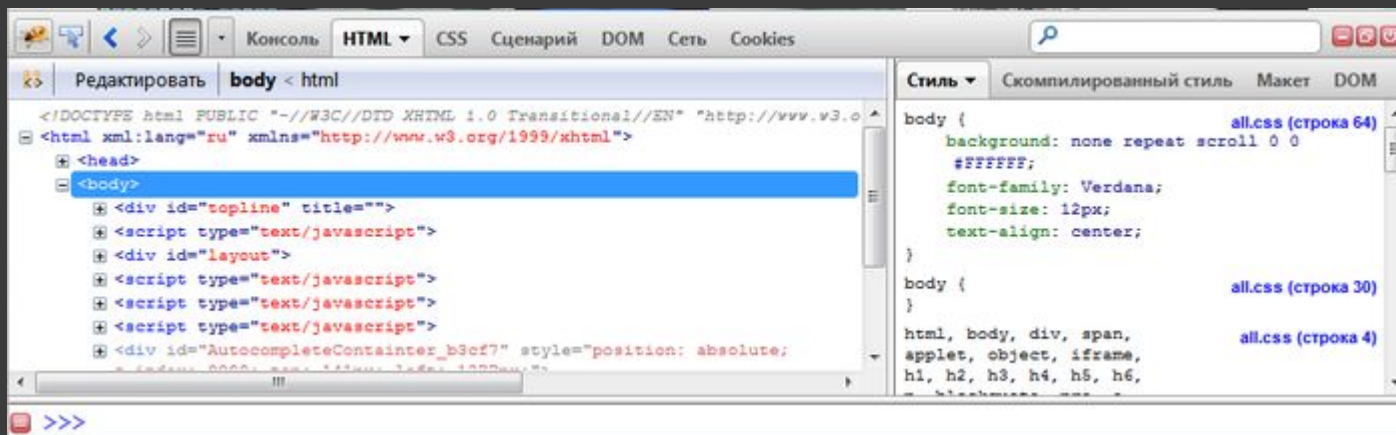 Консоль HTML CSS Сценарий DOM Сеть Cookies
Редактировать body < html
Стиль Скомпилированный стиль Макет DOM
<!DOCTYPE html PUBLIC "-//W3C//DTD XHTML 1.0 Transitional//EN" "http://www.w3.o
<html xml:lang="ru" xmlns="http://www.w3.org/1999/xhtml">
<head>
<body>
<div id="topline" title="">
<script type="text/javascript">
<div id="layout">
<script type="text/javascript">
<script type="text/javascript">
<script type="text/javascript">
<div id="AutocompleteContainter_b3cf7" style="position: absolute;
body { all.css (строка 64)
background: none repeat scroll 0 0
#FFFFFF;
font-family: Verdana;
font-size: 12px;
text-align: center;
}
body { all.css (строка 30)
}
html, body, div, span, all.css (строка 4)
applet, object, iframe,
h1, h2, h3, h4, h5, h6,
>>>